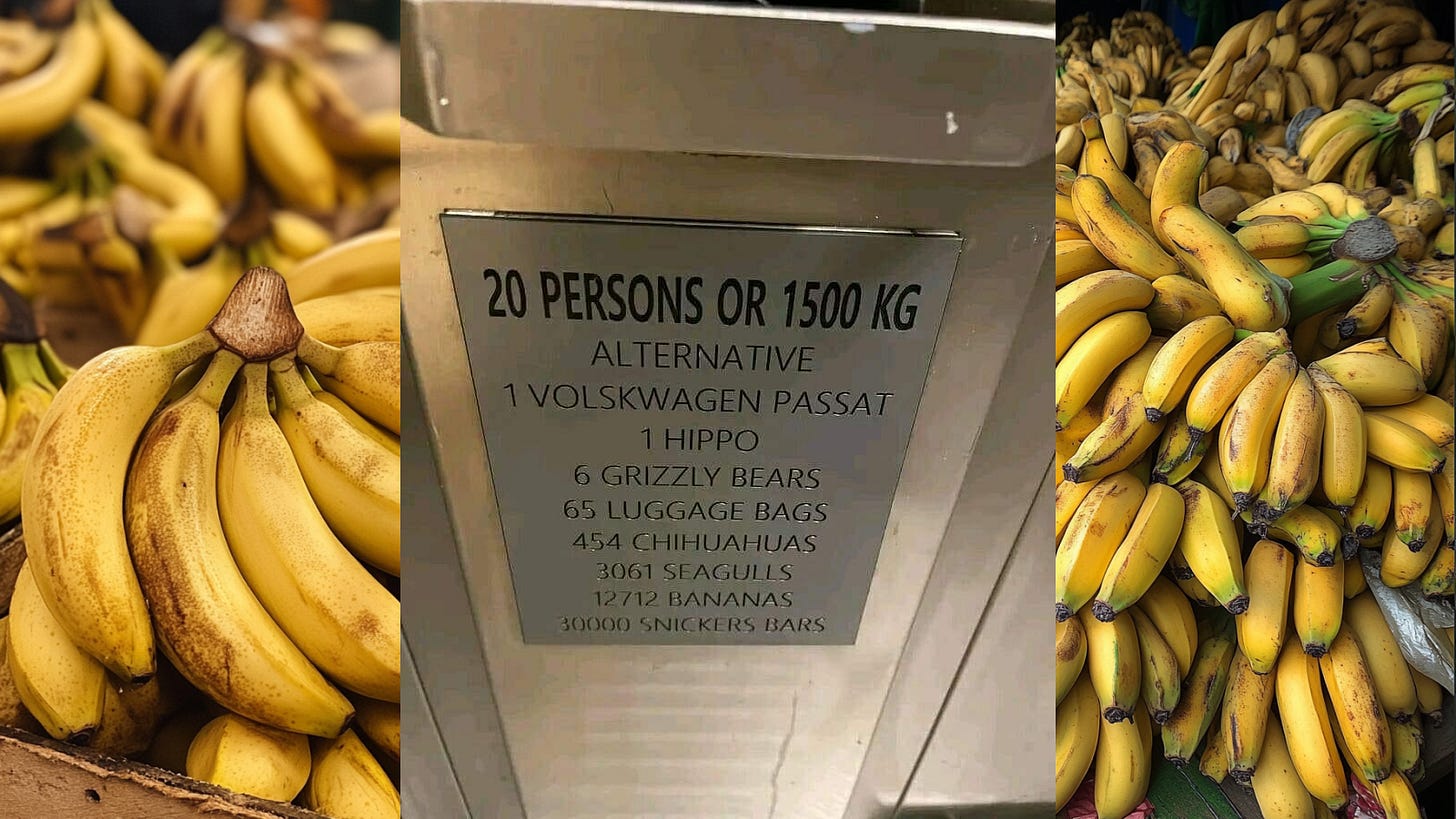 20 PERSONS OR 1500 KG
ALTERNATIVE
1 VOLSKWAGEN PASSAT
1 HIPPO
6 GRIZZLY BEARS
65 LUGGAGE BAGS
454 CHIHUAHUAS
3061 SEAGULLS
12712 BANANAS
30000 SNICKERS BARS